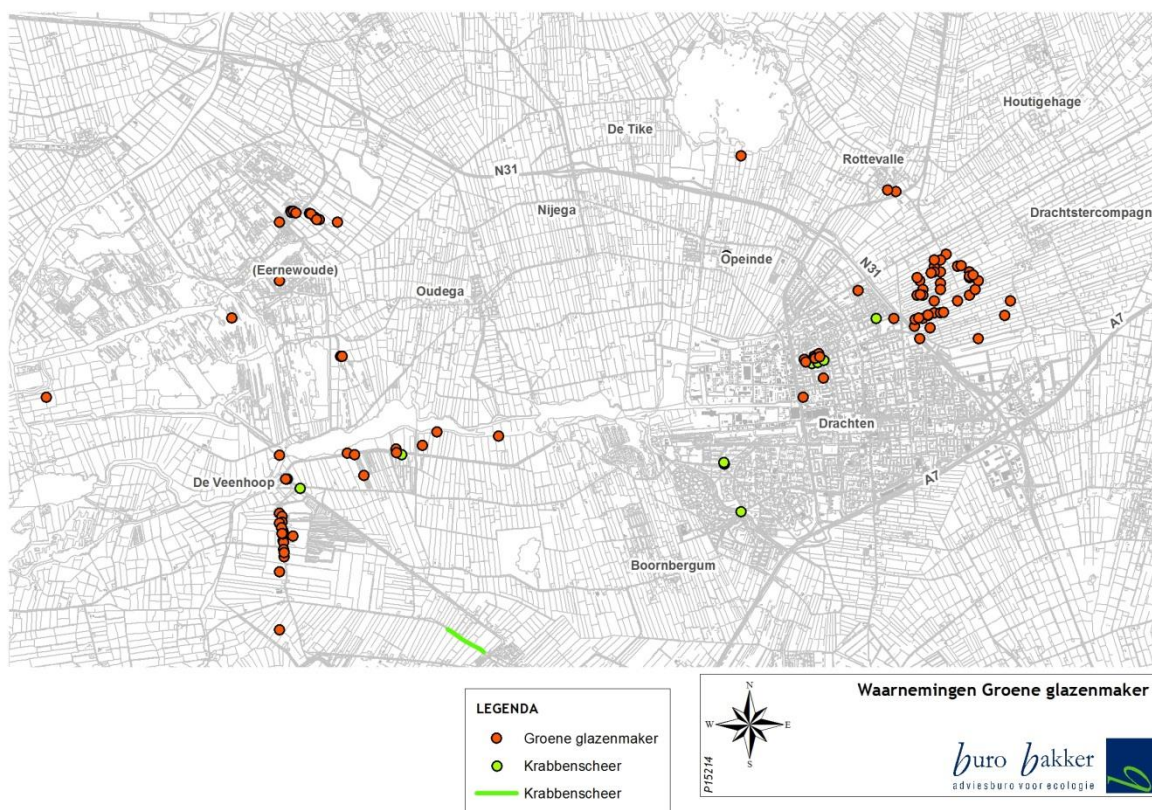 Houtigehage
De Tike
Rottevalle
N31
Nijega
Drachtstercompagn
Opeinde
(Eernewoude)
N31
Oudega
A7
Drachten
De Veenhoop
A7
Boornbergum
LEGENDA
Groene glazenmaker
Krabbenscheer
Krabbenscheer
P15214
N
W E
S
Waarnemingen Groene glazenmaker
buro bakker
adviesburo voor ecologie
b